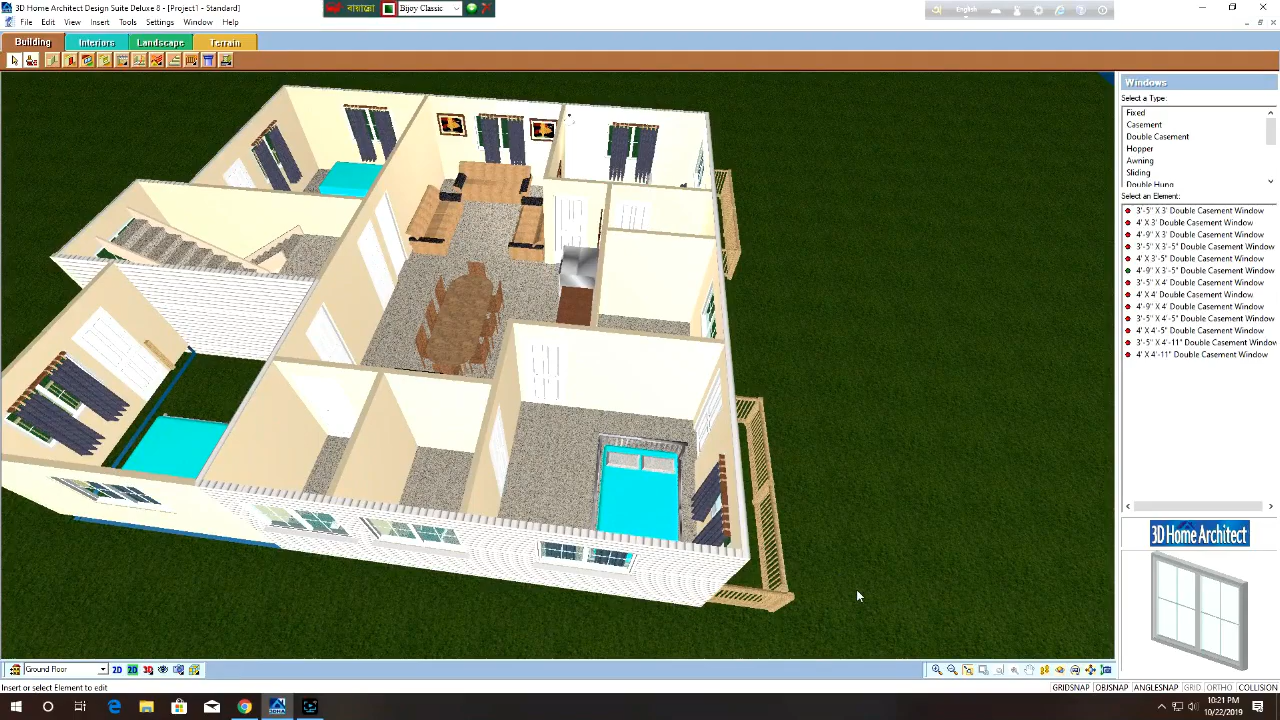 3D Home Architect Design Suite Deluxe 8 - [Project1 - Standard]
বায়ান্নো
Bijoy Classic
English
File Edit View Insert Tools Settings Window Help
Building Interiors Landscape Terrain
Windows
Select a Type:
Fixed
Casement
Double Casement
Hopper
Awning
Sliding
Double Hung
Select an Element:
3'-5" X 3' Double Casement Window
4' X 3' Double Casement Window
4'-9" X 3' Double Casement Window
3'-5" X 3'-5" Double Casement Window
4' X 3'-5" Double Casement Window
4'-9" X 3'-5" Double Casement Window
3'-5" X 4' Double Casement Window
4' X 4' Double Casement Window
4'-9" X 4' Double Casement Window
3'-5" X 4'-5" Double Casement Window
4' X 4'-5" Double Casement Window
3'-5" X 4'-11" Double Casement Window
4' X 4'-11" Double Casement Window
3D Home Architect
Ground Floor
2D 2D 3D
Insert or select Element to edit
GRIDSNAP OBJSNAP ANGLESNAP GRID ORTHO COLLISION
10:21 PM
10/22/2019